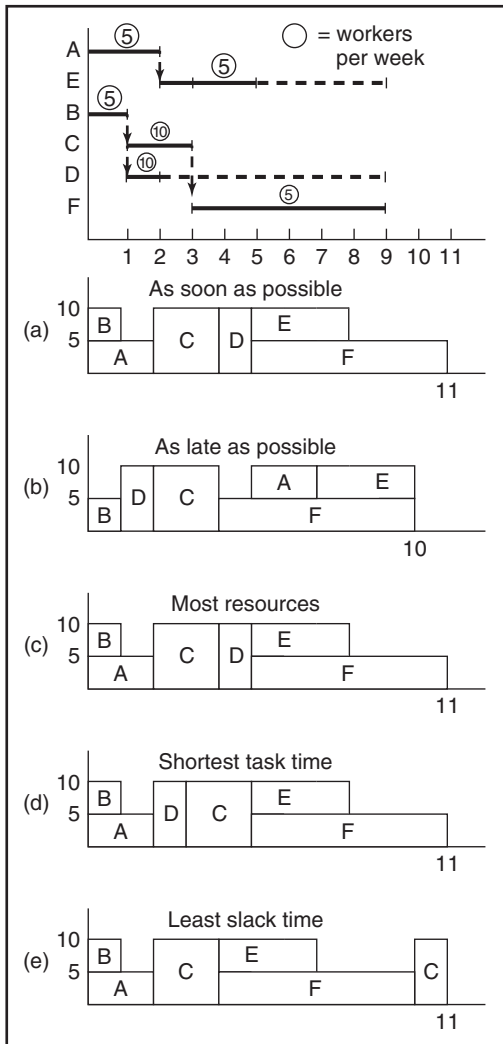 A 5
= workers per week
E 5
B 5
C 10
D 10
F 5
1 2 3 4 5 6 7 8 9 10 11
As soon as possible
(a)
10
5
B
A
C
D
E
F
11
As late as possible
(b)
10
5
B
D
C
A
E
F
10
Most resources
(c)
10
5
B
A
C
D
E
F
11
Shortest task time
(d)
10
5
B
A
D
C
E
F
11
Least slack time
(e)
10
5
B
A
C
E
F
C
11